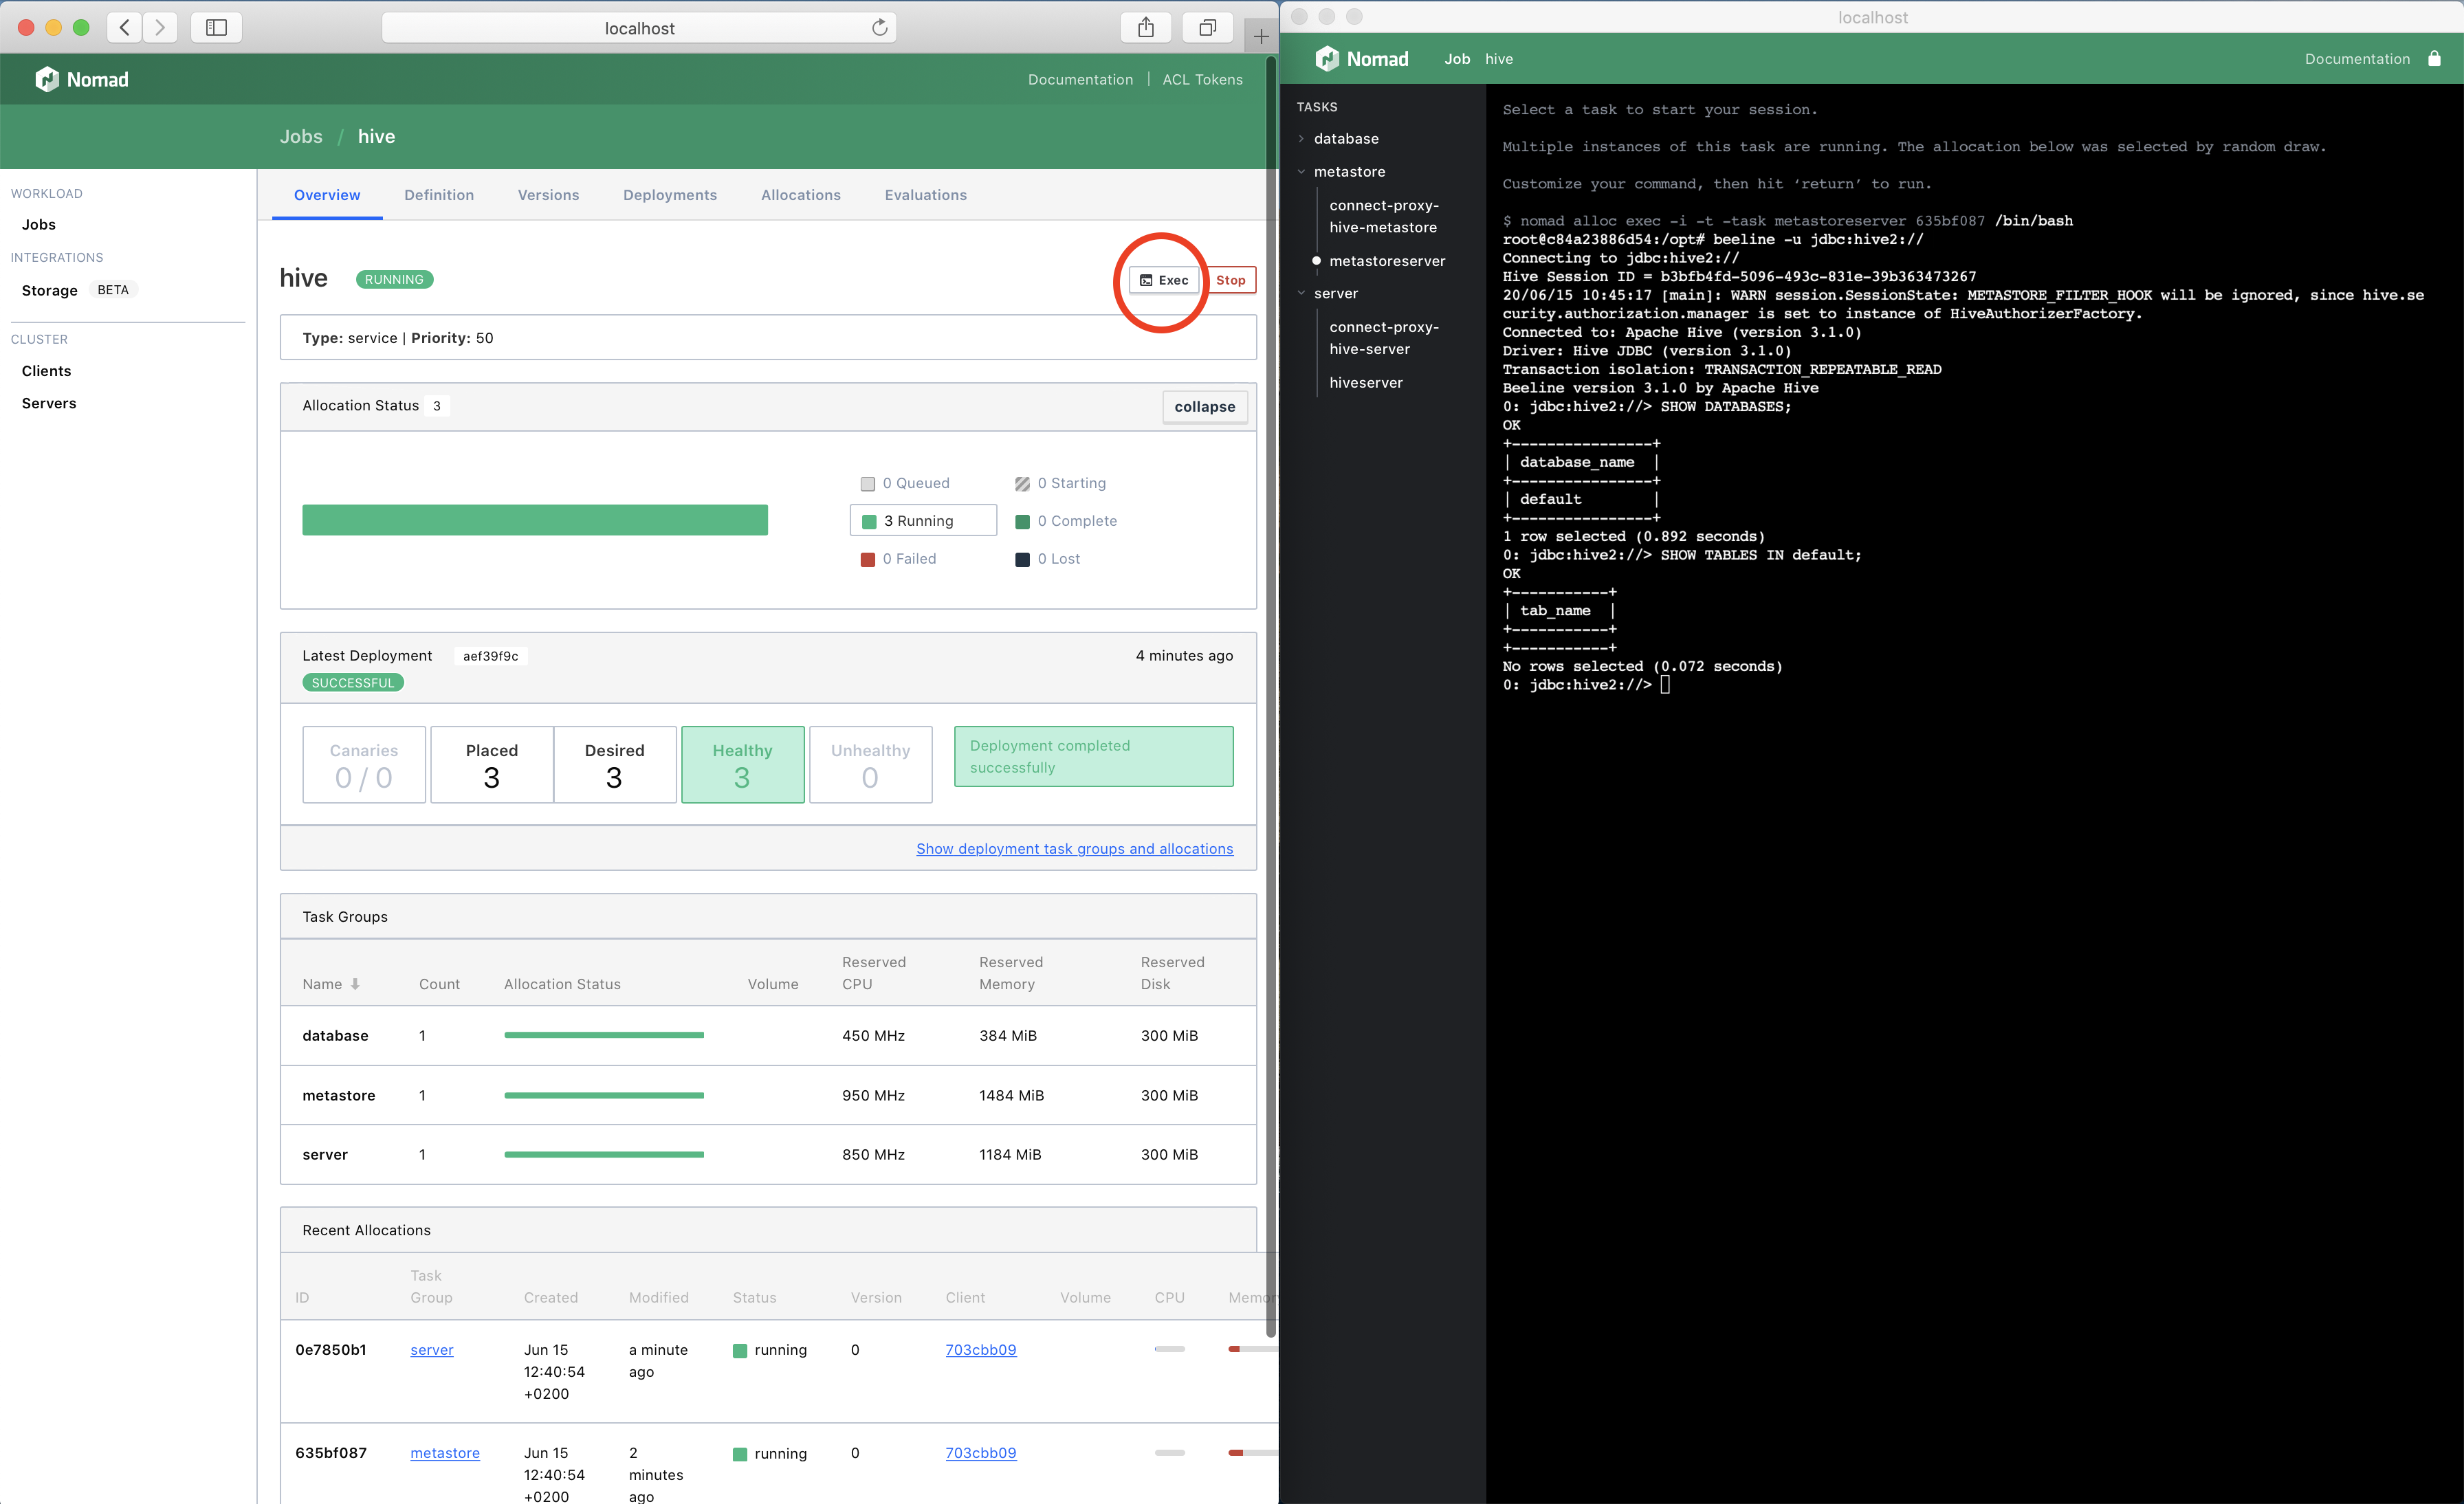 localhost
Nomad
Documentation | ACL Tokens
Jobs / hive
WORKLOAD
Jobs
INTEGRATIONS
Storage BETA
CLUSTER
Clients
Servers
Overview Definition Versions Deployments Allocations Evaluations
hive RUNNING Exec Stop
Type: service | Priority: 50
Allocation Status 3 collapse
0 Queued 0 Starting
3 Running 0 Complete
0 Failed 0 Lost
Latest Deployment aef39f9c 4 minutes ago
SUCCESSFUL
Canaries Placed Desired Healthy Unhealthy
0 / 0 3 3 3 0
Deployment completed
successfully
Show deployment task groups and allocations
Task Groups
Name Count Allocation Status Volume Reserved CPU Reserved Memory Reserved Disk
database 1 450 MHz 384 MiB 300 MiB
metastore 1 950 MHz 1484 MiB 300 MiB
server 1 850 MHz 1184 MiB 300 MiB
Recent Allocations
ID Task Group Created Modified Status Version Client Volume CPU Memor
0e7850b1 server Jun 15 a minute running 0 703cbb09
12:40:54 ago
+0200
635bf087 metastore Jun 15 2 running 0 703cbb09
12:40:54 minutes
+0200 ago
localhost
Nomad Job hive Documentation
TASKS
database
metastore
connect-proxy-
hive-metastore
metastoreserver
server
connect-proxy-
hive-server
hiveserver
Select a task to start your session.
Multiple instances of this task are running. The allocation below was selected by random draw.
Customize your command, then hit ‘return’ to run.
$ nomad alloc exec -i -t -task metastoreserver 635bf087 /bin/bash
root@c84a23886d54:/opt# beeline -u jdbc:hive2://
Connecting to jdbc:hive2://
Hive Session ID = b3bfb4fd-5096-493c-831e-39b363473267
20/06/15 10:45:17 [main]: WARN session.SessionState: METASTORE_FILTER_HOOK will be ignored, since hive.se
curity.authorization.manager is set to instance of HiveAuthorizerFactory.
Connected to: Apache Hive (version 3.1.0)
Driver: Hive JDBC (version 3.1.0)
Transaction isolation: TRANSACTION_REPEATABLE_READ
Beeline version 3.1.0 by Apache Hive
0: jdbc:hive2://> SHOW DATABASES;
OK
+----------------+
| database_name  |
+----------------+
| default        |
+----------------+
1 row selected (0.892 seconds)
0: jdbc:hive2://> SHOW TABLES IN default;
OK
+-----------+
| tab_name  |
+-----------+
+-----------+
No rows selected (0.072 seconds)
0: jdbc:hive2://>